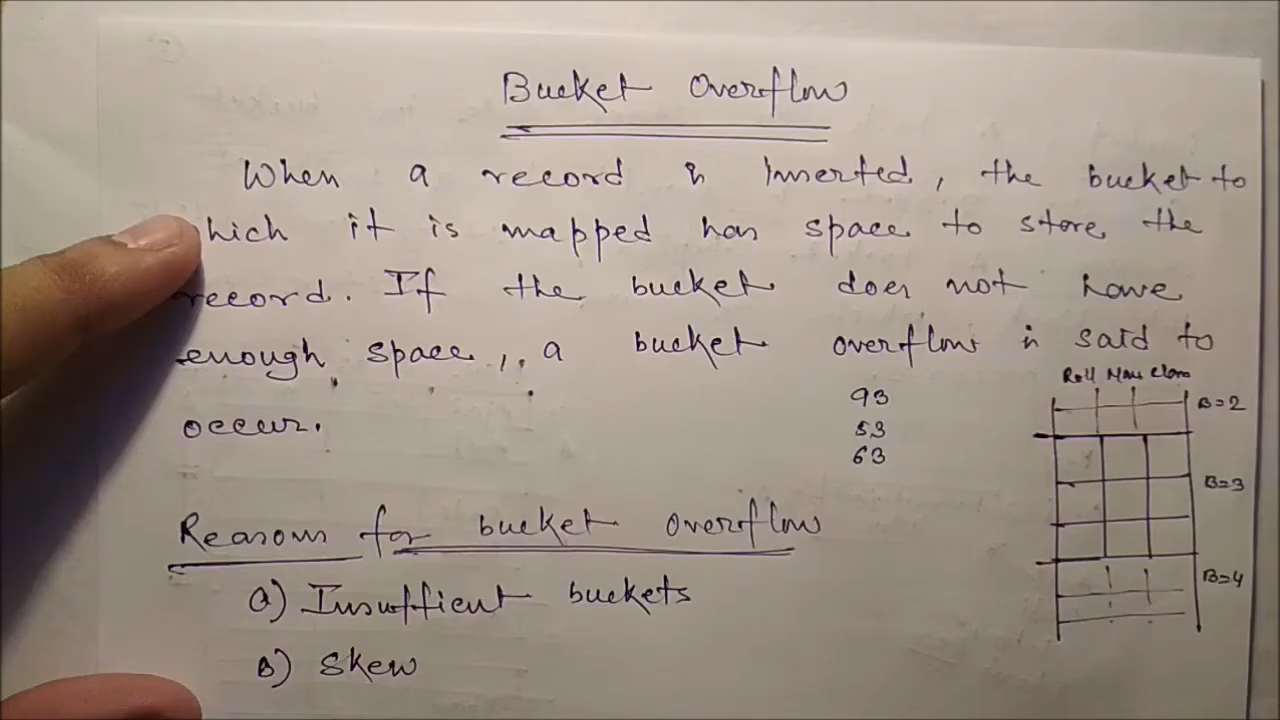 Bucket Overflow
When a record is inserted, the bucket to
which it is mapped has space to store the
record. If the bucket does not have
enough space, a bucket overflow is said to
occur.
Roll Class
93
53
63
B=2
B=3
B=4
Reasons for bucket overflow
a) Insufficient buckets
B) Skew